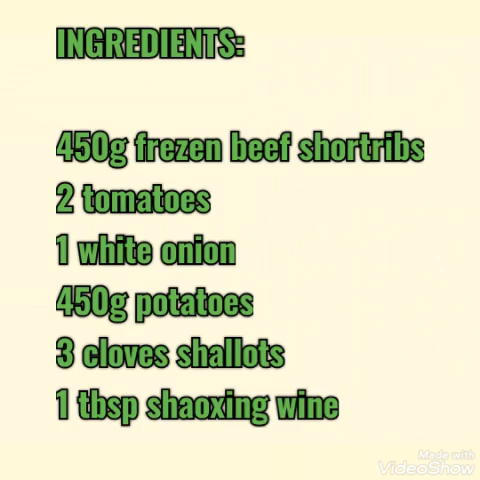 INGREDIENTS:
450g frezen beef shortribs
2 tomatoes
1 white onion
450g potatoes
3 cloves shallots
1 tbsp shaoxing wine
Made with
VideoShow